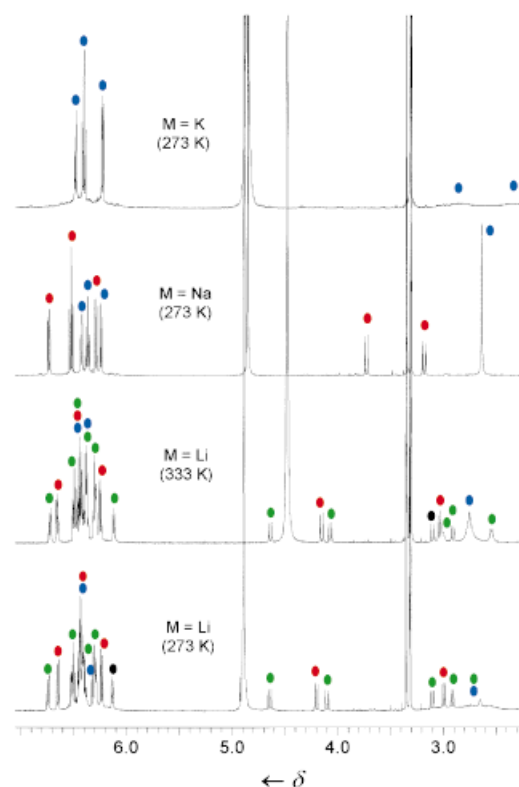 M = K
(273 K)
M = Na
(273 K)
M = Li
(333 K)
M = Li
(273 K)
6.0 5.0 4.0 3.0
← δ